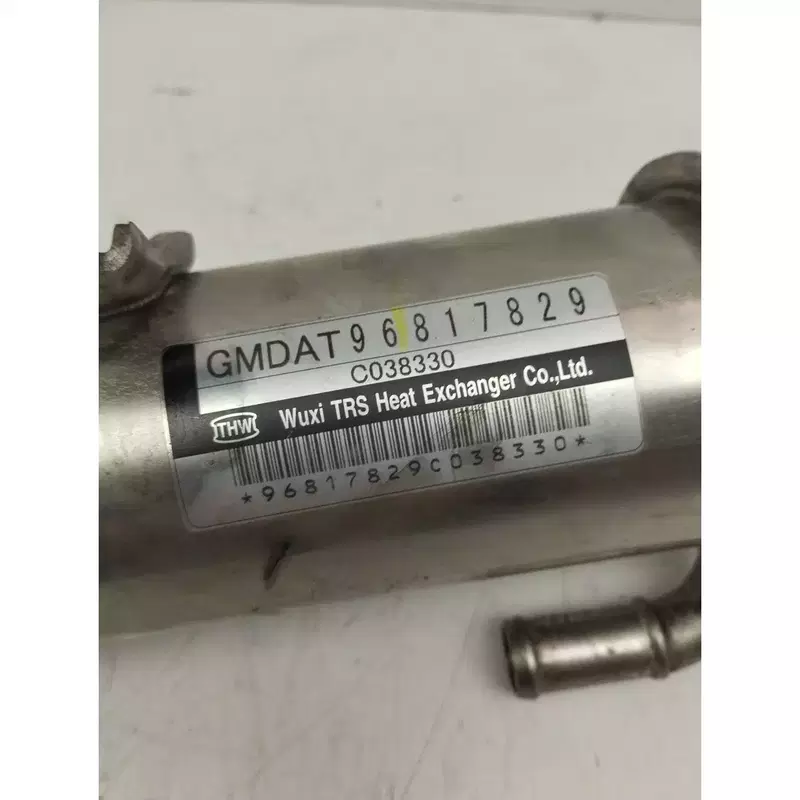 GMDAT96817829
C038330
THW Wuxi TRS Heat Exchanger Co.,Ltd.
*96817829C038330*